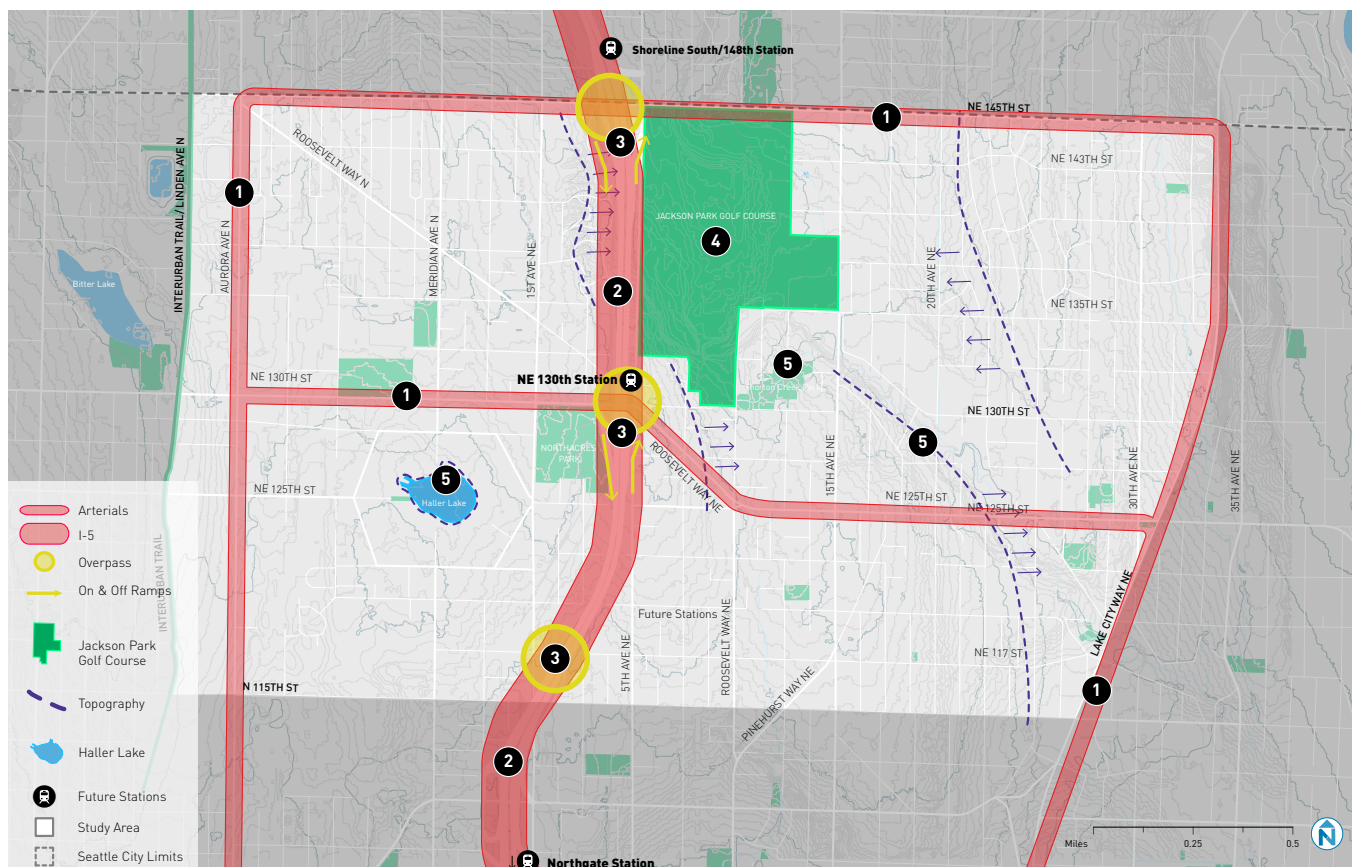 Shoreline South/148th Station
NE 145TH ST
1
3
NE 143TH ST
ROOSEVELT WAY N
1
INTERURBAN TRAIL/ LINDEN AVE N
AURORA AVE N
MERIDIAN AVE N
1ST AVE NE
JACKSON PARK GOLF COURSE
4
20TH AVE NE
Bitter Lake
2
NE 135TH ST
5
NE 130TH ST
NE 130th Station
1
3
NE 130TH ST
5
NORTHACRES
PARK
ROOSEVELT WAY NE
15TH AVE NE
30TH AVE NE
35TH AVE NE
NE 125TH ST
5
Haller Lake
NE 125TH ST
NE 125TH ST
INTERURBAN TRAIL
Future Stations
5TH AVE NE
ROOSEVELT WAY NE
3
NE 117 ST
LAKE CITY WAY NE
N 115TH ST
1
PINEHURST WAY NE
2
Northgate Station
Arterials
I-5
Overpass
On & Off Ramps
Jackson Park
Golf Course
Topography
Haller Lake
Future Stations
Study Area
Seattle City Limits
Miles
0.25
0.5
N